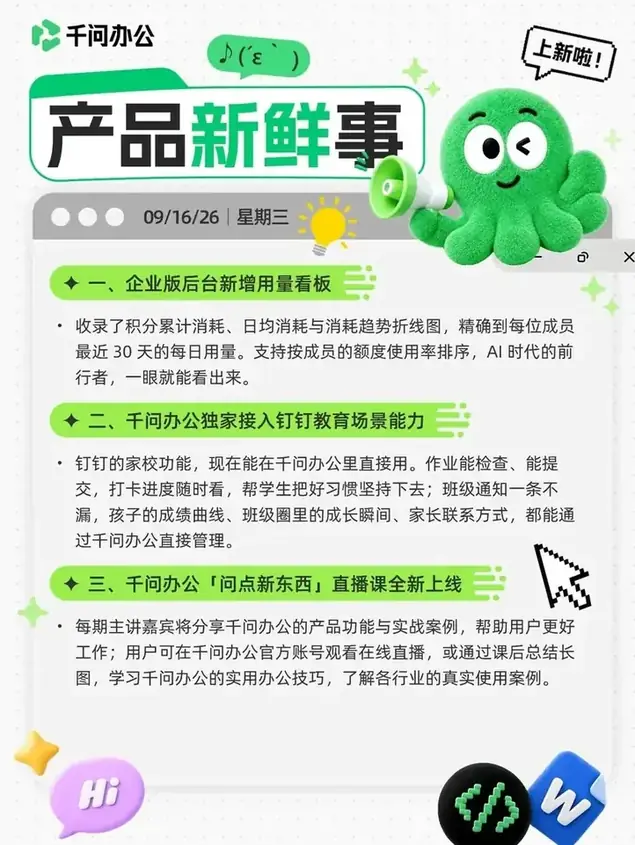 千问办公
♪(´ε｀ )
上新啦！
产品新鲜事
09/16/26｜星期三
一、企业版后台新增用量看板
· 收录了积分累计消耗、日均消耗与消耗趋势折线图，精确到每位成员
最近 30 天的每日用量。支持按成员的额度使用率排序，AI 时代的前
行者，一眼就能看出来。
二、千问办公独家接入钉钉教育场景能力
· 钉钉的家校功能，现在能在千问办公里直接用。作业能检查、能提
交，打卡进度随时看，帮学生把好习惯坚持下去；班级通知一条不
漏，孩子的成绩曲线、班级圈里的成长瞬间、家长联系方式，都能通
过千问办公直接管理。
三、千问办公「问点新东西」直播课全新上线
· 每期主讲嘉宾将分享千问办公的产品功能与实战案例，帮助用户更好
工作；用户可在千问办公官方账号观看在线直播，或通过课后总结长
图，学习千问办公的实用办公技巧，了解各行业的真实使用案例。
Hi
</>
W